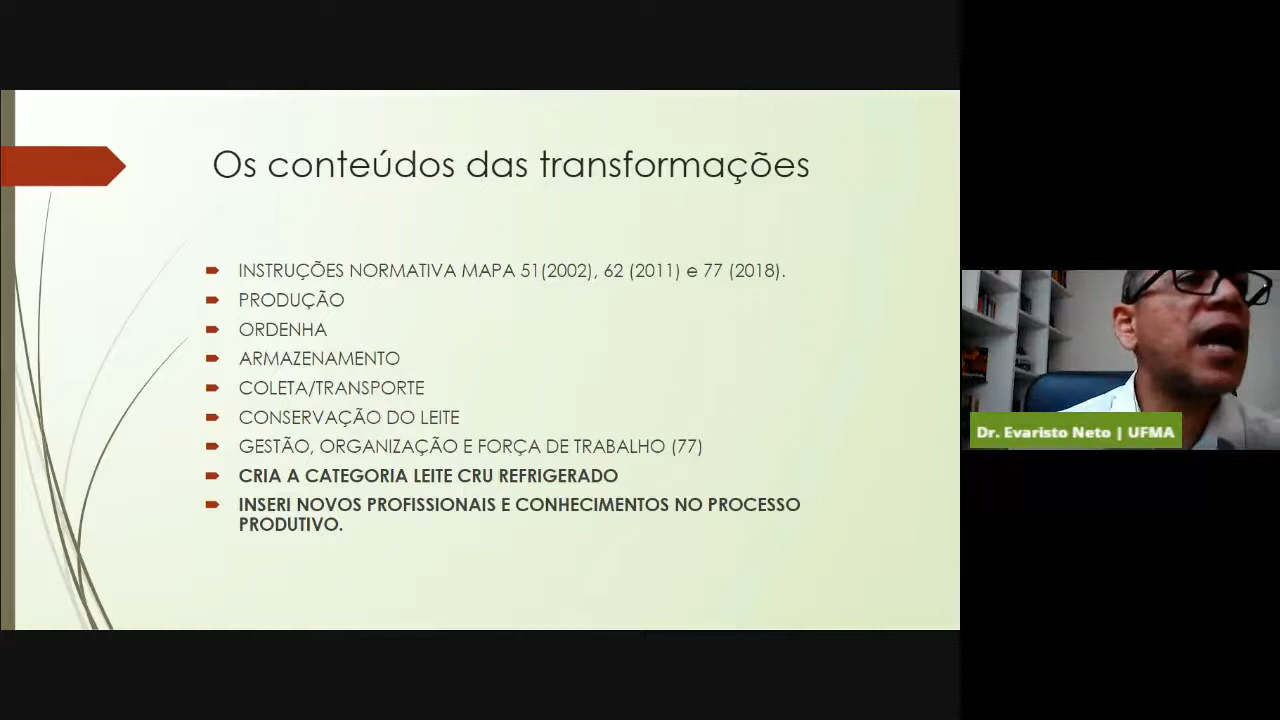 Os conteúdos das transformações
INSTRUÇÕES NORMATIVA MAPA 51(2002), 62 (2011) e 77 (2018).
PRODUÇÃO
ORDENHA
ARMAZENAMENTO
COLETA/TRANSPORTE
CONSERVAÇÃO DO LEITE
GESTÃO, ORGANIZAÇÃO E FORÇA DE TRABALHO (77)
CRIA A CATEGORIA LEITE CRU REFRIGERADO
INSERI NOVOS PROFISSIONAIS E CONHECIMENTOS NO PROCESSO
PRODUTIVO.
Dr. Evaristo Neto | UFMA